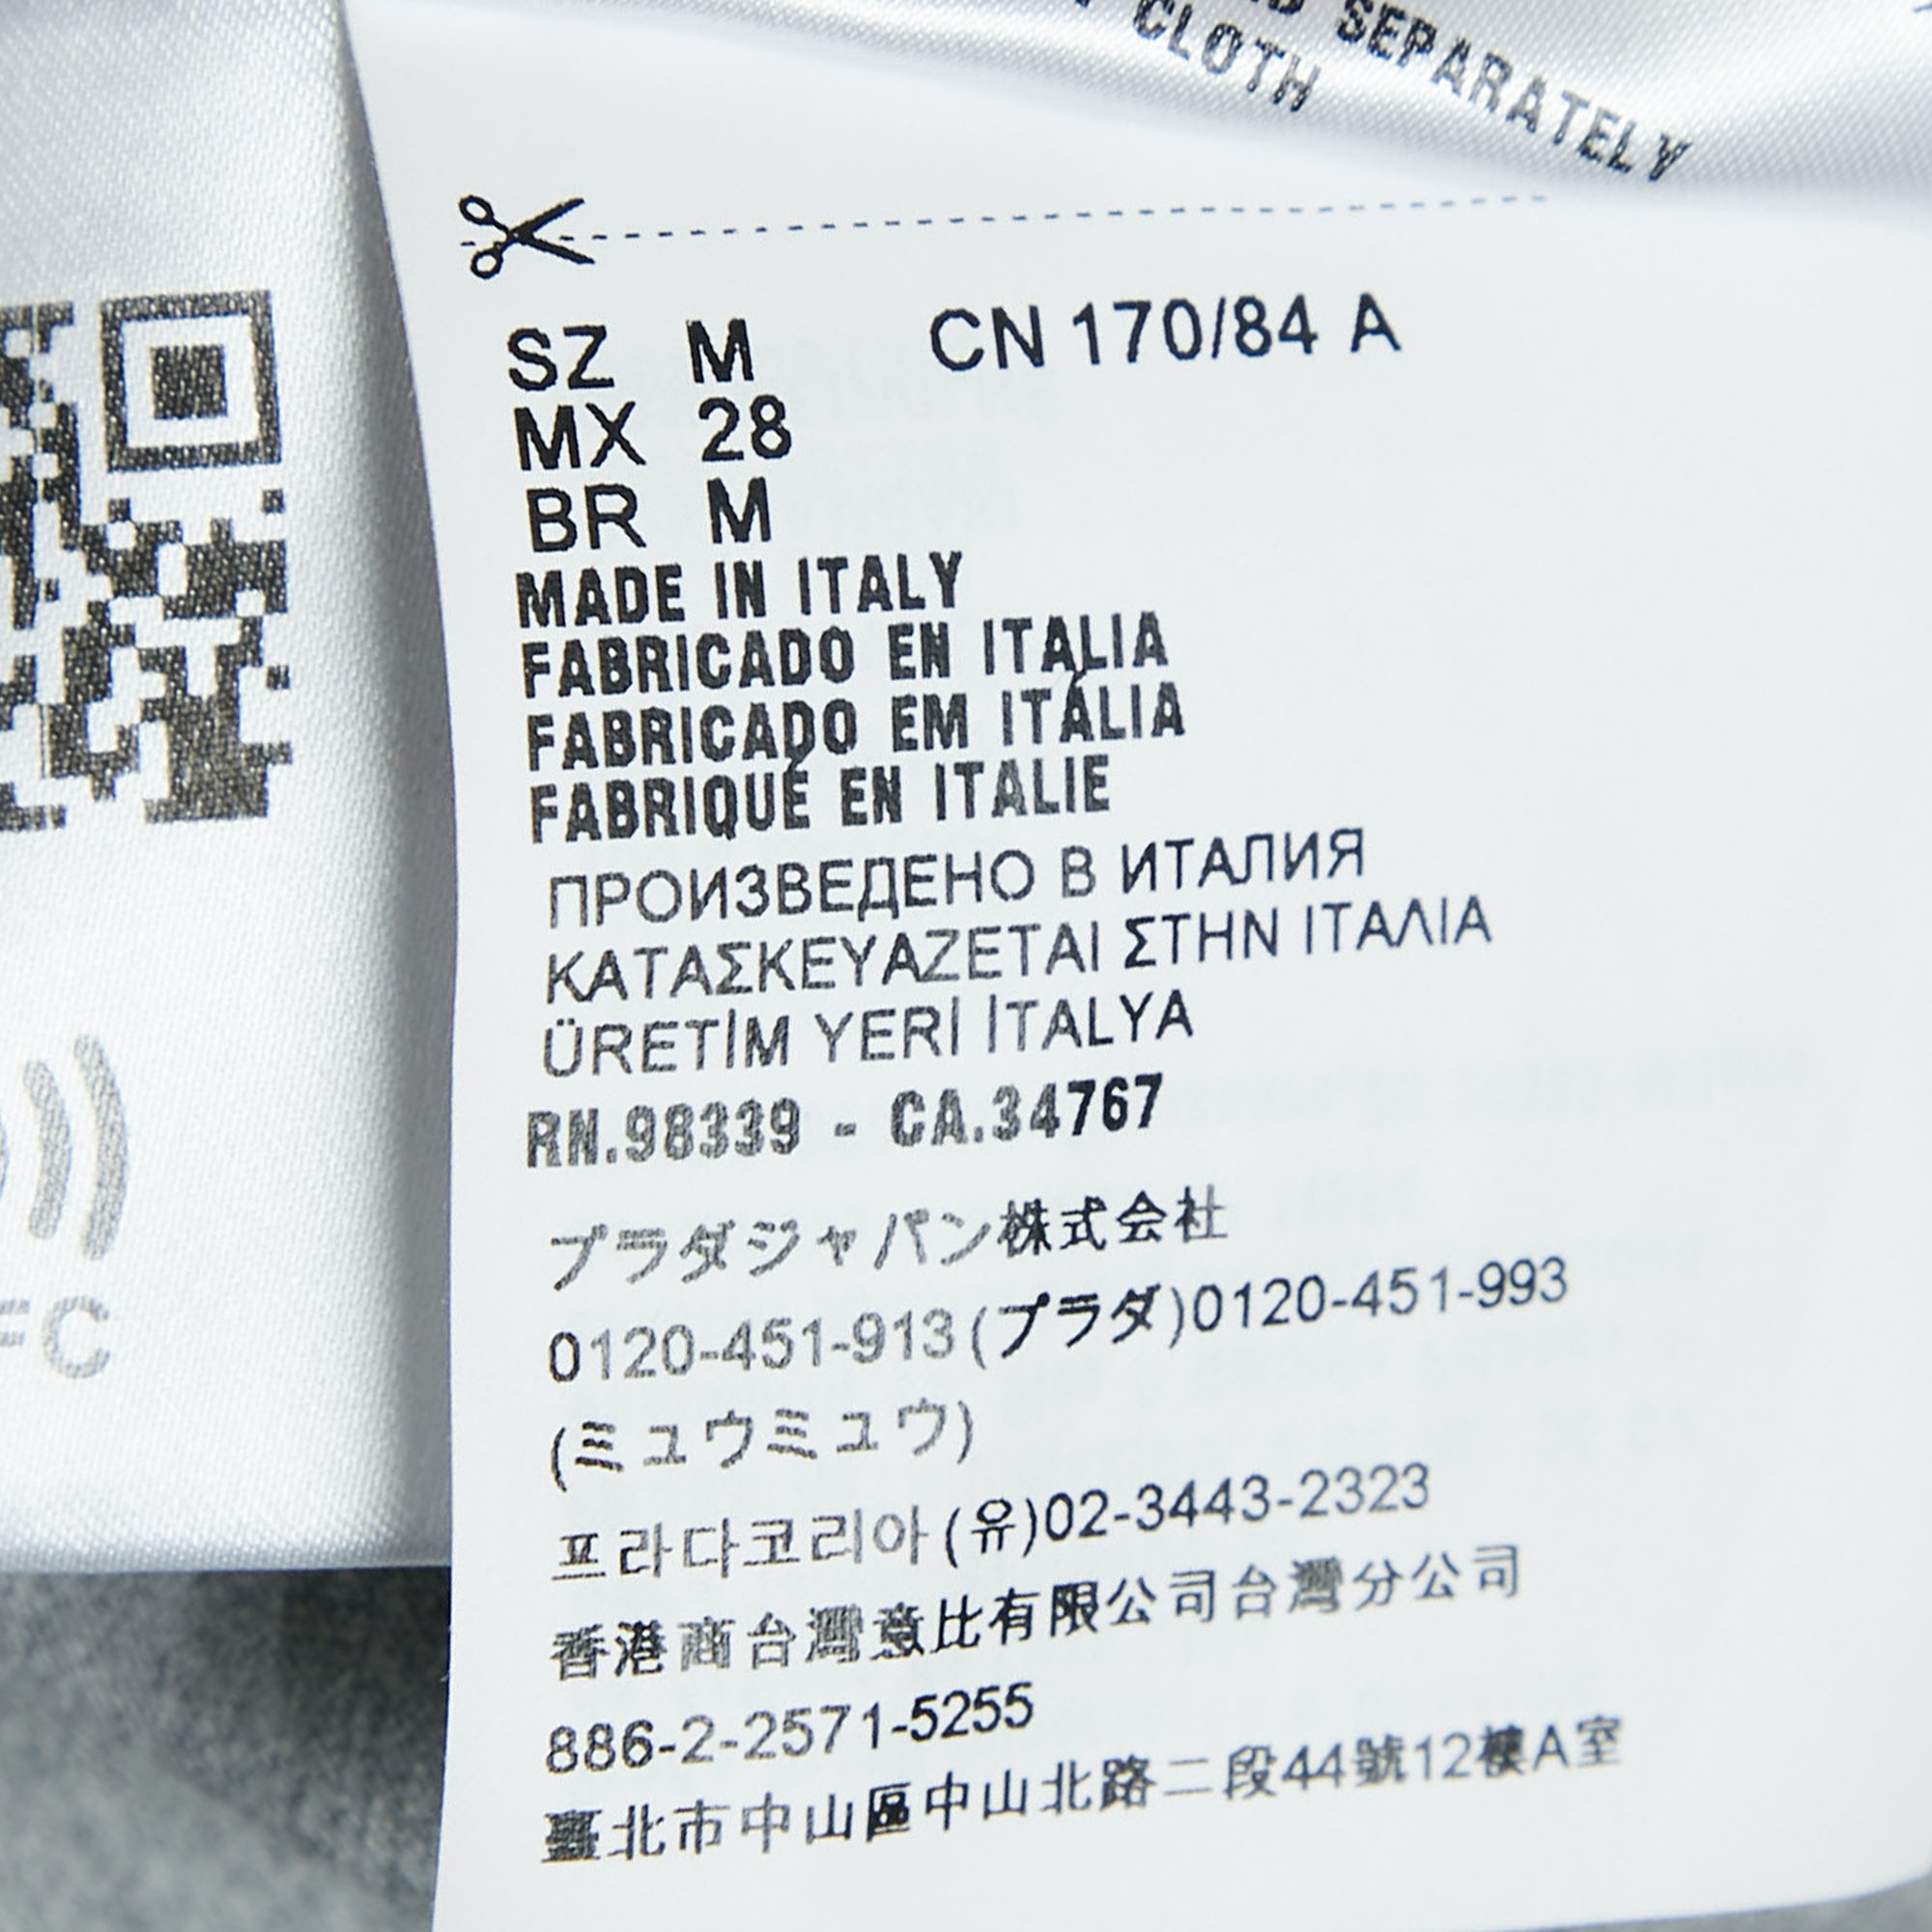 SEPARATELY
CLOTH
SZ M CN 170/84 A
MX 28
BR M
MADE IN ITALY
FABRICADO EN ITALIA
FABRICADO EM ITÁLIA
FABRIQUÉ EN ITALIE
ПРОИЗВЕДЕНО В ИТАЛИЯ
ΚΑΤΑΣΚΕΥΑΖΕΤΑΙ ΣΤΗΝ ΙΤΑΛΙΑ
ÜRETİM YERİ İTALYA
RN.98339 - CA.34767
プラダジャパン株式会社
0120-451-913(プラダ)0120-451-993
(ミュウミュウ)
프라다코리아(유)02-3443-2323
香港商台灣意比有限公司台灣分公司
886-2-2571-5255
臺北市中山區中山北路二段44號12樓A室